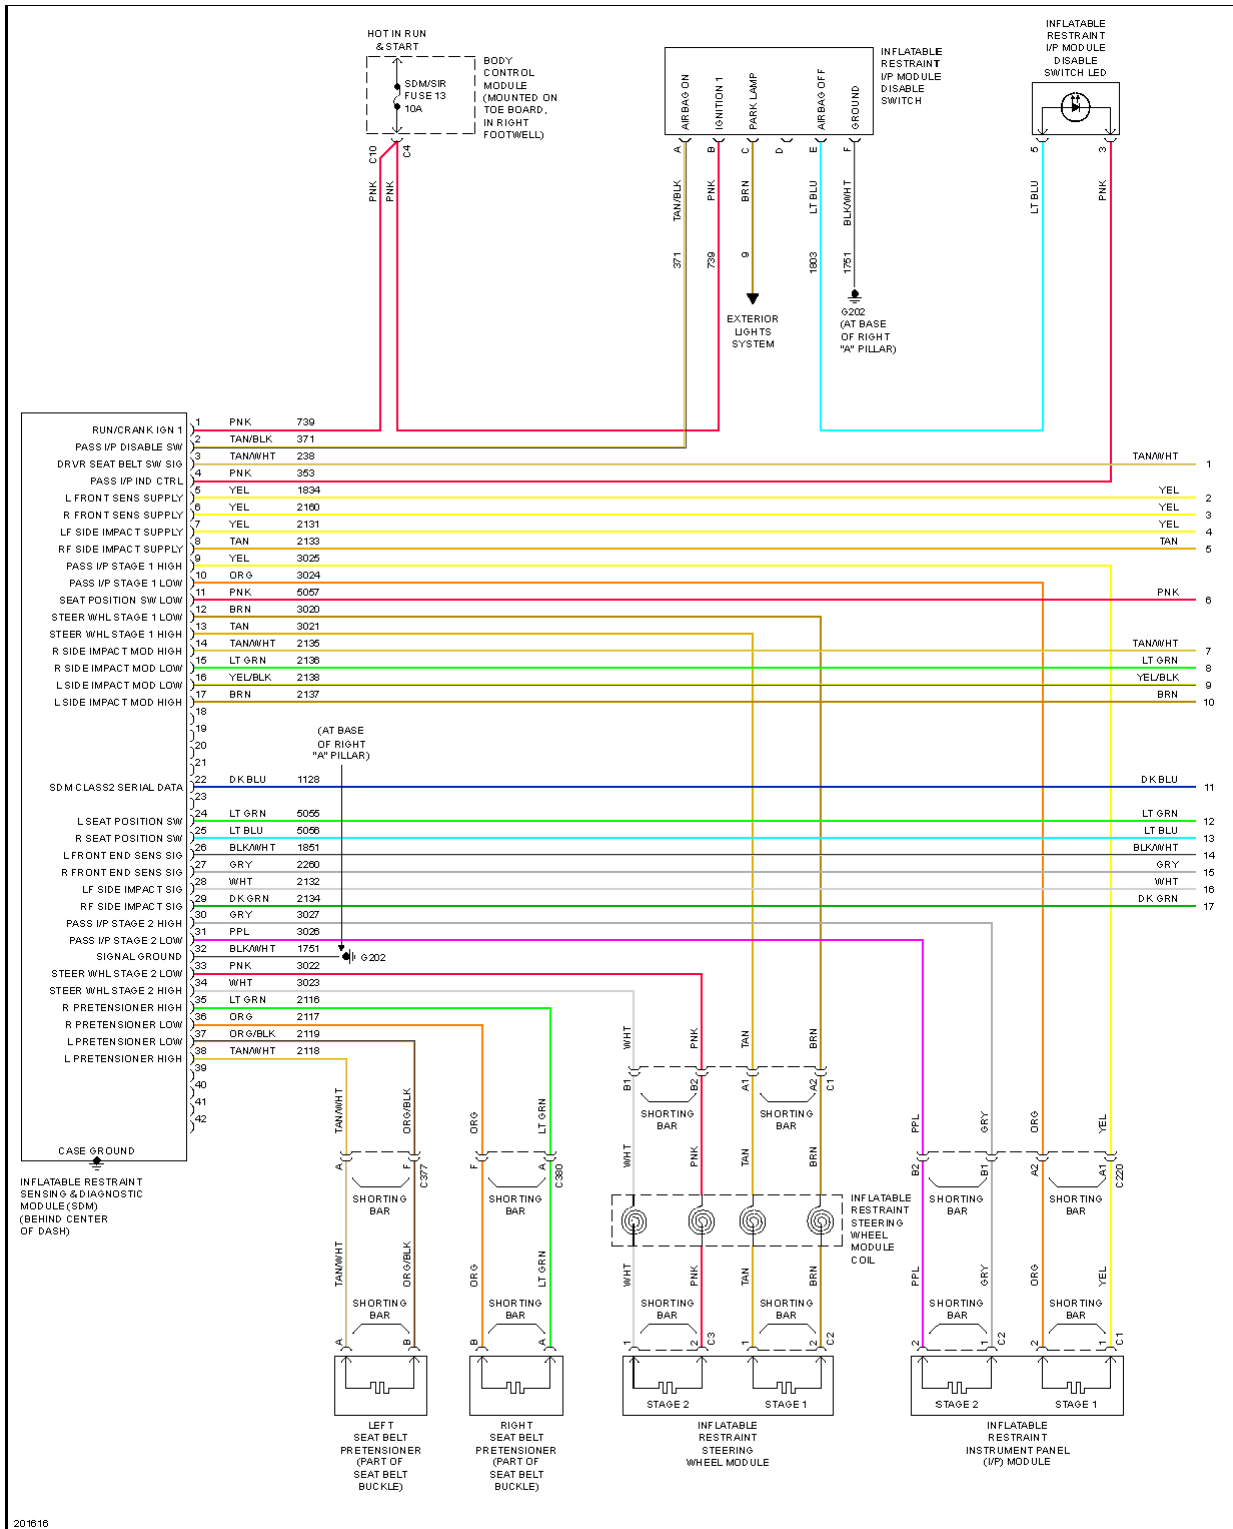 HOT IN RUN
& START
SDM/SIR
FUSE 13
10A
BODY
CONTROL
MODULE
(MOUNTED ON
TOE BOARD,
IN RIGHT
FOOTWELL)
C10
C4
PNK
PNK
AIRBAG ON
IGNITION 1
PARK LAMP
AIRBAG OFF
GROUND
A
B
C
D
E
F
INFLATABLE
RESTRAINT
I/P MODULE
DISABLE
SWITCH
TAN/BLK
PNK
BRN
LT BLU
BLK/WHT
371
739
9
1803
1751
EXTERIOR
LIGHTS
SYSTEM
G202
(AT BASE
OF RIGHT
"A" PILLAR)
INFLATABLE
RESTRAINT
I/P MODULE
DISABLE
SWITCH LED
5
3
LT BLU
PNK
RUN/CRANK IGN 1 1 PNK 739
PASS I/P DISABLE SW 2 TAN/BLK 371
DRVR SEAT BELT SW SIG 3 TAN/WHT 238 TAN/WHT 1
PASS I/P IND CTRL 4 PNK 353
L FRONT SENS SUPPLY 5 YEL 1834 YEL 2
R FRONT SENS SUPPLY 6 YEL 2160 YEL 3
LF SIDE IMPACT SUPPLY 7 YEL 2131 YEL 4
RF SIDE IMPACT SUPPLY 8 TAN 2133 TAN 5
PASS I/P STAGE 1 HIGH 9 YEL 3025
PASS I/P STAGE 1 LOW 10 ORG 3024
SEAT POSITION SW LOW 11 PNK 5057 PNK 6
STEER WHL STAGE 1 LOW 12 BRN 3020
STEER WHL STAGE 1 HIGH 13 TAN 3021
R SIDE IMPACT MOD HIGH 14 TAN/WHT 2135 TAN/WHT 7
R SIDE IMPACT MOD LOW 15 LT GRN 2136 LT GRN 8
L SIDE IMPACT MOD LOW 16 YEL/BLK 2138 YEL/BLK 9
L SIDE IMPACT MOD HIGH 17 BRN 2137 BRN 10
18
19
20
21
(AT BASE
OF RIGHT
"A" PILLAR)
SDM CLASS2 SERIAL DATA 22 DK BLU 1128 DK BLU 11
23
L SEAT POSITION SW 24 LT GRN 5055 LT GRN 12
R SEAT POSITION SW 25 LT BLU 5056 LT BLU 13
L FRONT END SENS SIG 26 BLK/WHT 1851 BLK/WHT 14
R FRONT END SENS SIG 27 GRY 2260 GRY 15
LF SIDE IMPACT SIG 28 WHT 2132 WHT 16
RF SIDE IMPACT SIG 29 DK GRN 2134 DK GRN 17
PASS I/P STAGE 2 HIGH 30 GRY 3027
PASS I/P STAGE 2 LOW 31 PPL 3026
SIGNAL GROUND 32 BLK/WHT 1751 G202
STEER WHL STAGE 2 LOW 33 PNK 3022
STEER WHL STAGE 2 HIGH 34 WHT 3023
R PRETENSIONER HIGH 35 LT GRN 2116
R PRETENSIONER LOW 36 ORG 2117
L PRETENSIONER LOW 37 ORG/BLK 2119
L PRETENSIONER HIGH 38 TAN/WHT 2118
39
40
41
42
CASE GROUND
INFLATABLE RESTRAINT
SENSING & DIAGNOSTIC
MODULE (SDM)
(BEHIND CENTER
OF DASH)
WHT PNK TAN BRN
B1 B2 A1 A2 C1
SHORTING
BAR
SHORTING
BAR
TAN/WHT ORG/BLK ORG LT GRN WHT PNK TAN BRN PPL GRY ORG YEL
A F C377
F A C380
B2 B1 A2 A1 C220
SHORTING
BAR
SHORTING
BAR
SHORTING
BAR
SHORTING
BAR
INFLATABLE
RESTRAINT
STEERING
WHEEL
MODULE
COIL
TAN/WHT ORG/BLK ORG LT GRN WHT PNK TAN BRN PPL GRY ORG YEL
SHORTING
BAR
SHORTING
BAR
SHORTING
BAR
SHORTING
BAR
SHORTING
BAR
SHORTING
BAR
A B
B A
1 2 C3 1 2 C2
2 1 C2 2 1 C1
STAGE 2
STAGE 1
STAGE 2
STAGE 1
LEFT
SEAT BELT
PRETENSIONER
(PART OF
SEAT BELT
BUCKLE)
RIGHT
SEAT BELT
PRETENSIONER
(PART OF
SEAT BELT
BUCKLE)
INFLATABLE
RESTRAINT
STEERING
WHEEL MODULE
INFLATABLE
RESTRAINT
INSTRUMENT PANEL
(I/P) MODULE
201616